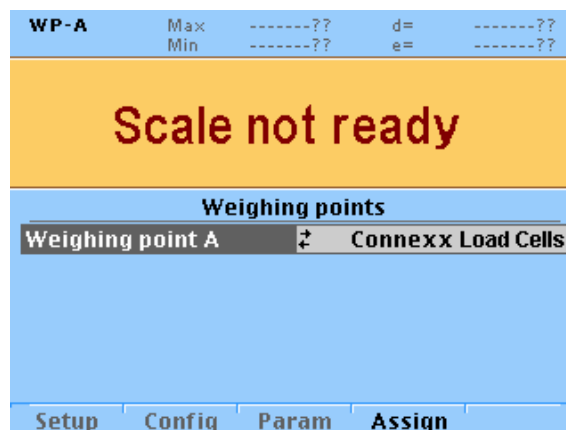 WP-A Max -------?? d= -------??
Min -------?? e= -------??
Scale not ready
Weighing points
Weighing point A Connexx Load Cells
Setup Config Param Assign